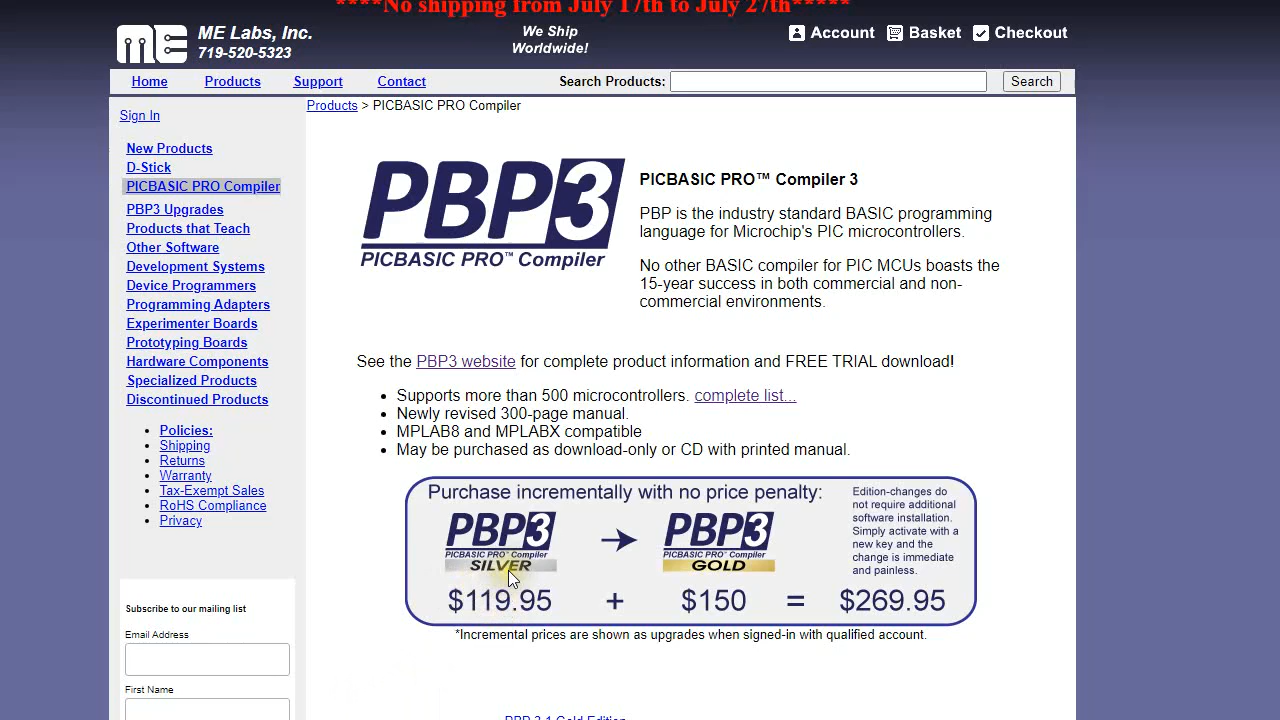 ****No shipping from July 17th to July 27th****
ME Labs, Inc.
719-520-5323
We Ship
Worldwide!
Account
Basket
Checkout
Home
Products
Support
Contact
Search Products:
Search
Sign In
Products > PICBASIC PRO Compiler
New Products
D-Stick
PICBASIC PRO Compiler
PBP3 Upgrades
Products that Teach
Other Software
Development Systems
Device Programmers
Programming Adapters
Experimenter Boards
Prototyping Boards
Hardware Components
Specialized Products
Discontinued Products
Policies:
Shipping
Returns
Warranty
Tax-Exempt Sales
RoHS Compliance
Privacy
Subscribe to our mailing list
Email Address
First Name
PBP3
PICBASIC PRO™ Compiler
PICBASIC PRO™ Compiler 3
PBP is the industry standard BASIC programming
language for Microchip's PIC microcontrollers.
No other BASIC compiler for PIC MCUs boasts the
15-year success in both commercial and non-
commercial environments.
See the PBP3 website for complete product information and FREE TRIAL download!
Supports more than 500 microcontrollers. complete list...
Newly revised 300-page manual.
MPLAB8 and MPLABX compatible
May be purchased as download-only or CD with printed manual.
Purchase incrementally with no price penalty:
PBP3
PICBASIC PRO™ Compiler
SILVER
PBP3
PICBASIC PRO™ Compiler
GOLD
Edition-changes do
not require additional
software installation.
Simply activate with a
new key and the
change is immediate
and painless.
$119.95 + $150 = $269.95
*Incremental prices are shown as upgrades when signed-in with qualified account.
PBP 3.1 Gold Edition